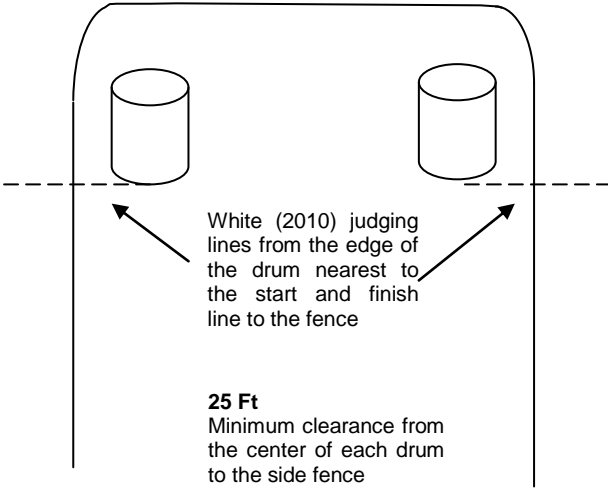 White (2010) judging
lines from the edge of
the drum nearest to
the start and finish
line to the fence
25 Ft
Minimum clearance from
the center of each drum
to the side fence